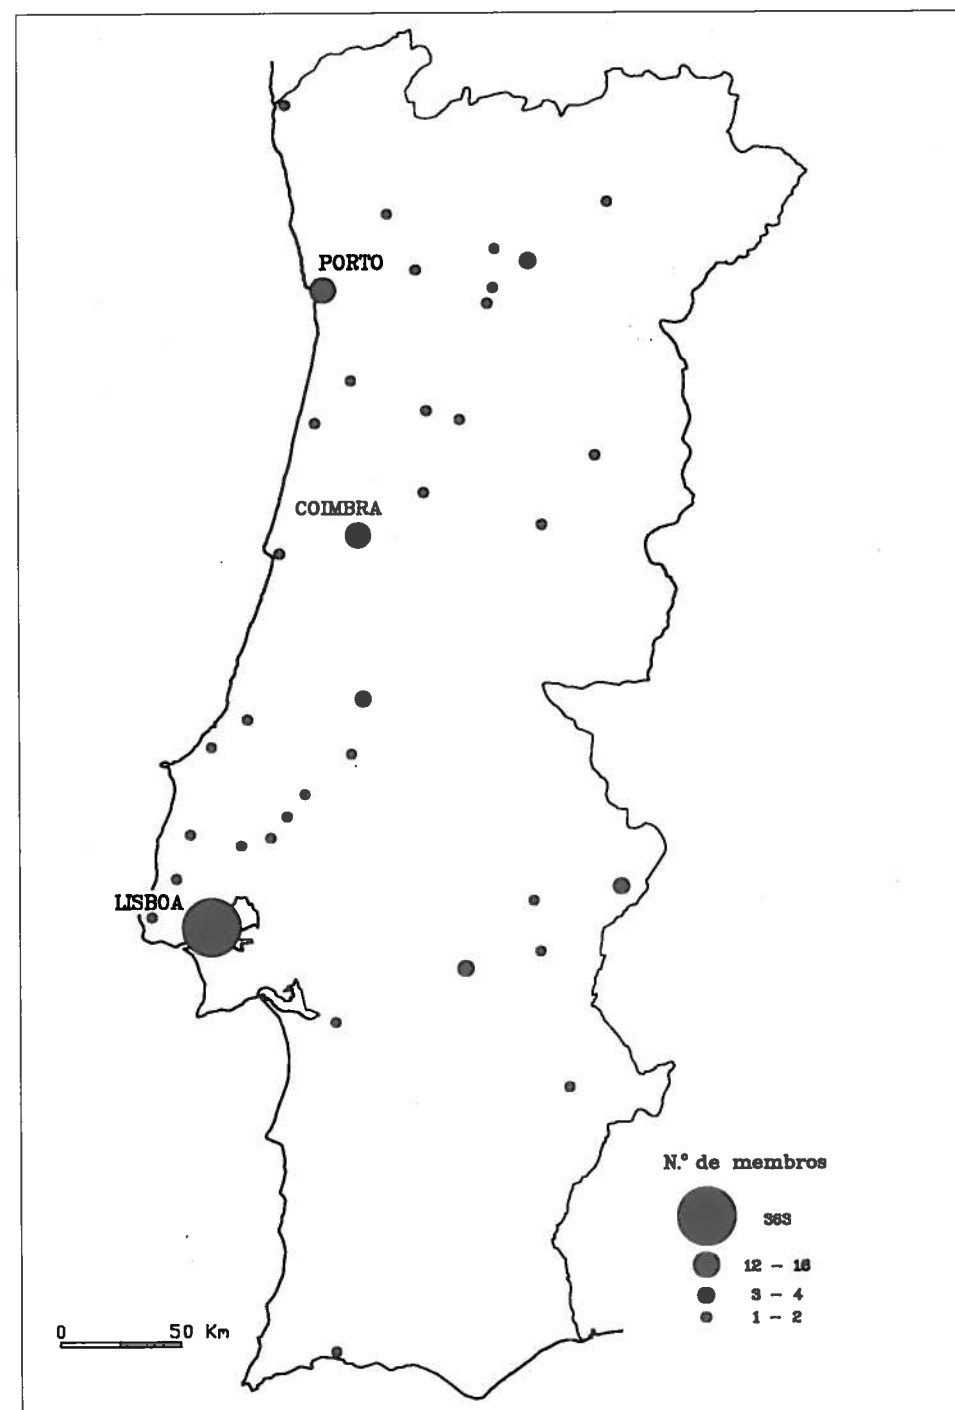 PORTO
COIMBRA
LISBOA
N.º de membros
363
12 - 16
3 - 4
1 - 2
0 50 Km